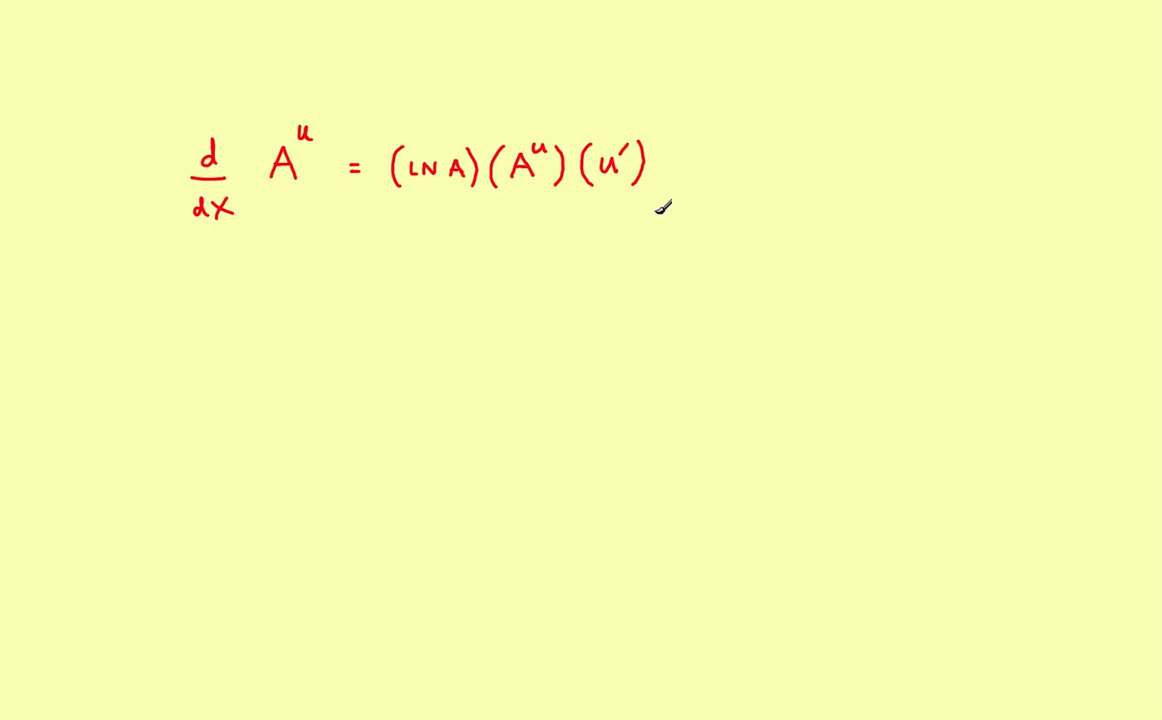 d/dx A^u = (LN A)(A^u)(u′)